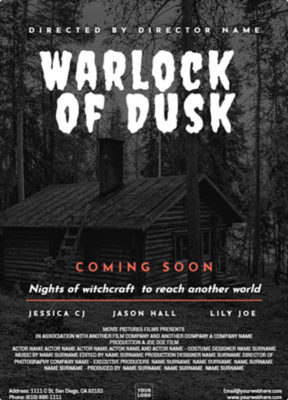 DIRECTED BY DIRECTOR NAME
WARLOCK
OF DUSK
COMING SOON
Nights of witchcraft to reach another world
JESSICA CJ JASON HALL LILY JOE
MOVIE PICTURES FILMS PRESENTS
IN ASSOCIATION WITH ANOTHER FILM COMPANY AND ANOTHER COMPANY A COMPANY NAME
PRODUCTION A JOE DOE FILM
ACTOR NAME ACTOR NAME ACTOR NAME ACTOR NAME AND ACTOR NAME - COSTUME DESIGNER NAME SURNAME
MUSIC BY NAME SURNAME EDITED BY NAME SURNAME PRODUCTION DESIGNER NAME SURNAME DIRECTOR OF
PHOTOGRAPHY COMPANY NAME - EXECUTIVE PRODUCERS NAME SURNAME NAME SURNAME NAME SURNAME
NAME SURNAME - PRODUCED BY NAME SURNAME NAME SURNAME NAME SURNAME
Address: 1111 C St, San Diego, CA 92103
Phone: (910) 888-1111
YOUR
LOGO
Email@yourwebhere.com
yourwebhere.com